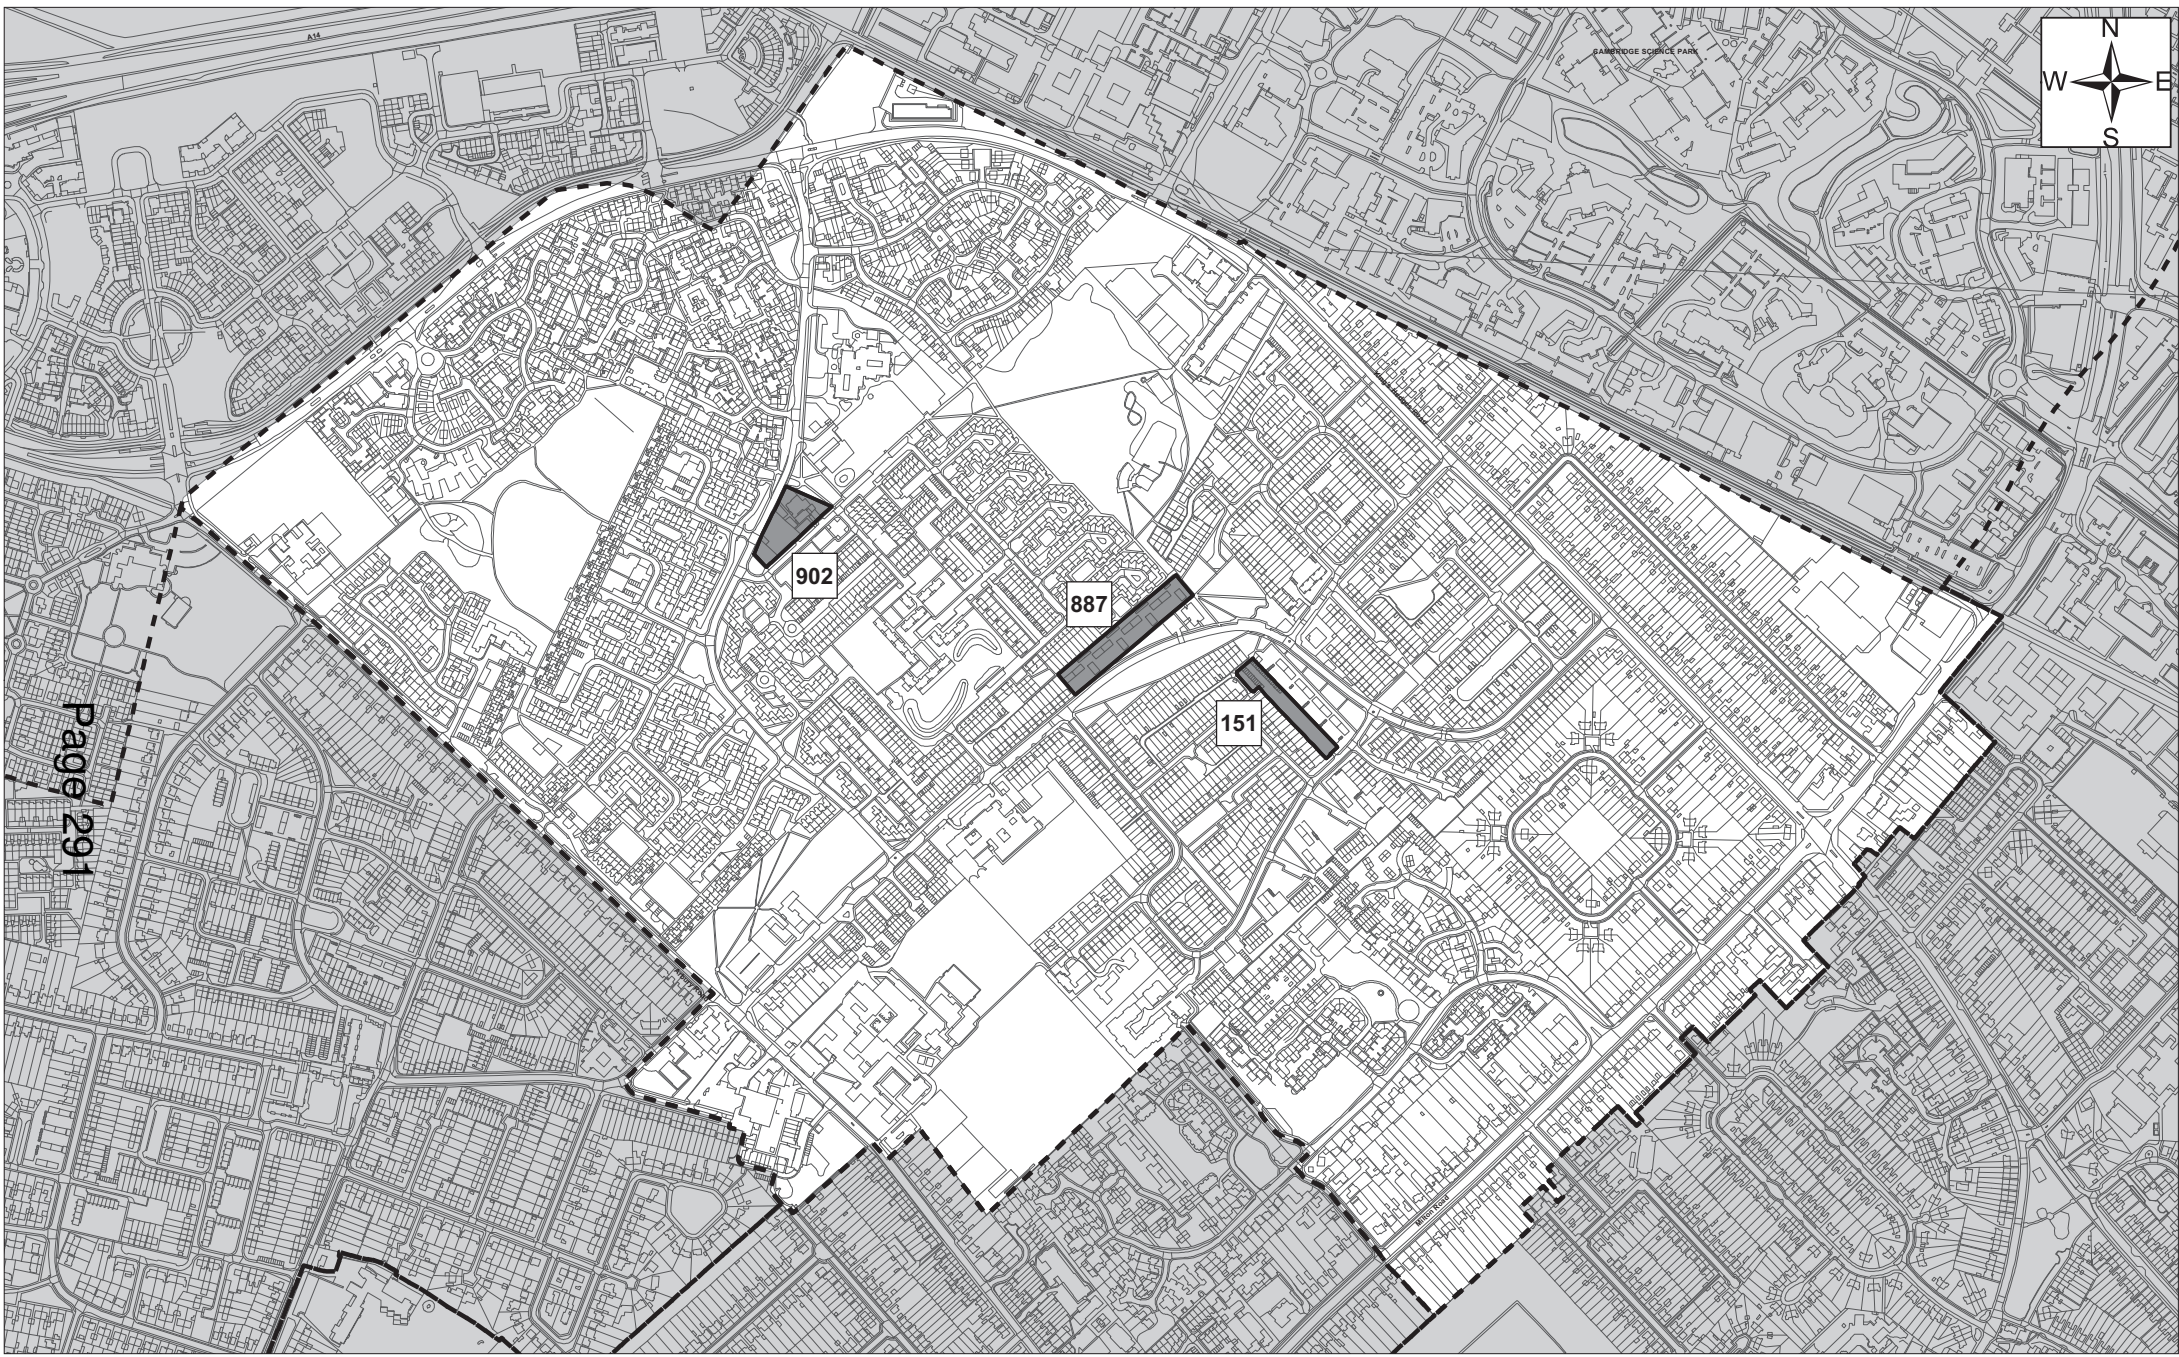 A14
CAMBRIDGE SCIENCE PARK
N
W
E
S
902
887
151
Page 291
Milton Road